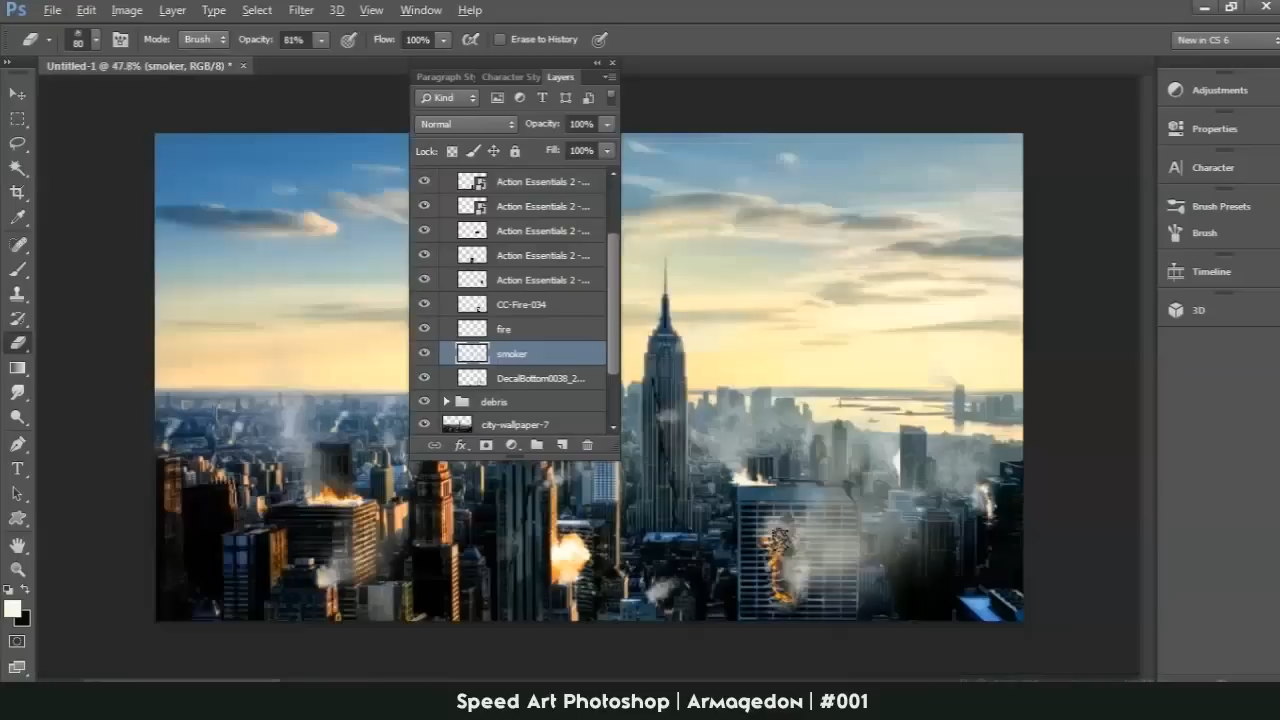 Ps File Edit Image Layer Type Select Filter 3D View Window Help
80 Mode: Brush Opacity: 81% Flow: 100% Erase to History New in CS 6
Untitled-1 @ 47.8% (smoker, RGB/8) * ×
Paragraph Sty Character Sty Layers
Kind
Normal Opacity: 100%
Lock: Fill: 100%
Action Essentials 2 -...
Action Essentials 2 -...
Action Essentials 2 -...
Action Essentials 2 -...
Action Essentials 2 -...
CC-Fire-034
fire
smoker
DecalBottom0038_2...
debris
city-wallpaper-7
fx
Adjustments
Properties
Character
Brush Presets
Brush
Timeline
3D
Speed Art Photoshop | Armagedon | #001